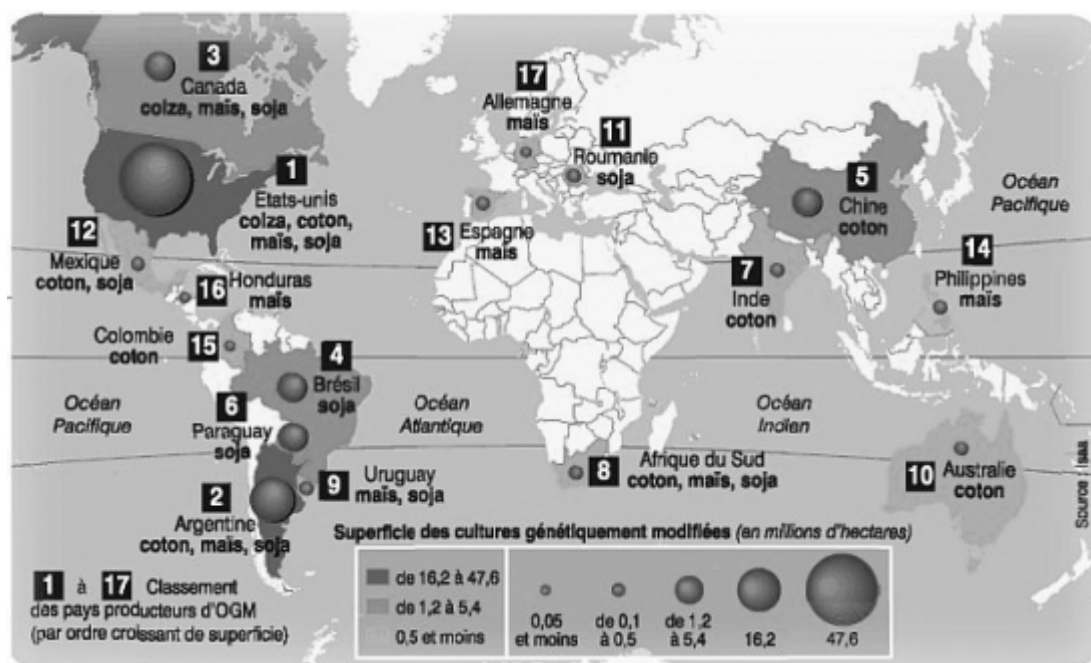 3
Canada
colza, maïs, soja
17
Allemagne
maïs
11
Roumanie
soja
1
Etats-unis
colza, coton,
maïs, soja
5
Chine
coton
Océan
Pacifique
12
Mexique
coton, soja
13 Espagne
maïs
14
Philippines
maïs
7
Inde
coton
16 Honduras
maïs
Colombie
coton
15
4
Brésil
soja
Océan
Pacifique
6
Paraguay
soja
Océan
Atlantique
Océan
Indien
9
Uruguay
maïs, soja
8
Afrique du Sud
coton, maïs, soja
10
Australie
coton
2
Argentine
coton, maïs, soja
Source : Isaa
Superficie des cultures génétiquement modifiées (en millions d'hectares)
de 16,2 à 47,6
de 1,2 à 5,4
0,5 et moins
0,05
et moins
de 0,1
à 0,5
de 1,2
à 5,4
16,2
47,6
1 à 17 Classement
des pays producteurs d'OGM
(par ordre croissant de superficie)